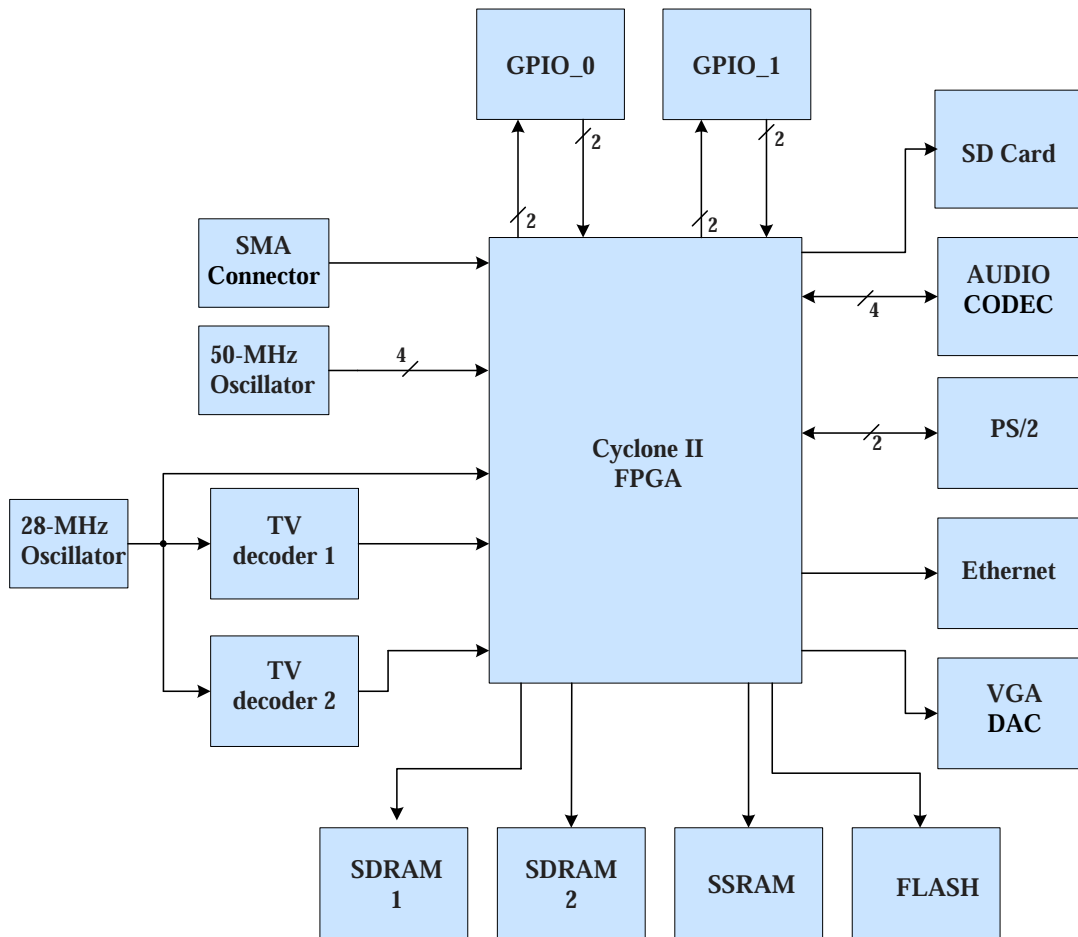 GPIO_0
GPIO_1
2
2
2
2
SD Card
SMA
Connector
AUDIO
CODEC
4
50-MHz
Oscillator
4
PS/2
2
Cyclone II
FPGA
28-MHz
Oscillator
TV
decoder 1
Ethernet
TV
decoder 2
VGA
DAC
SDRAM
1
SDRAM
2
SSRAM
FLASH